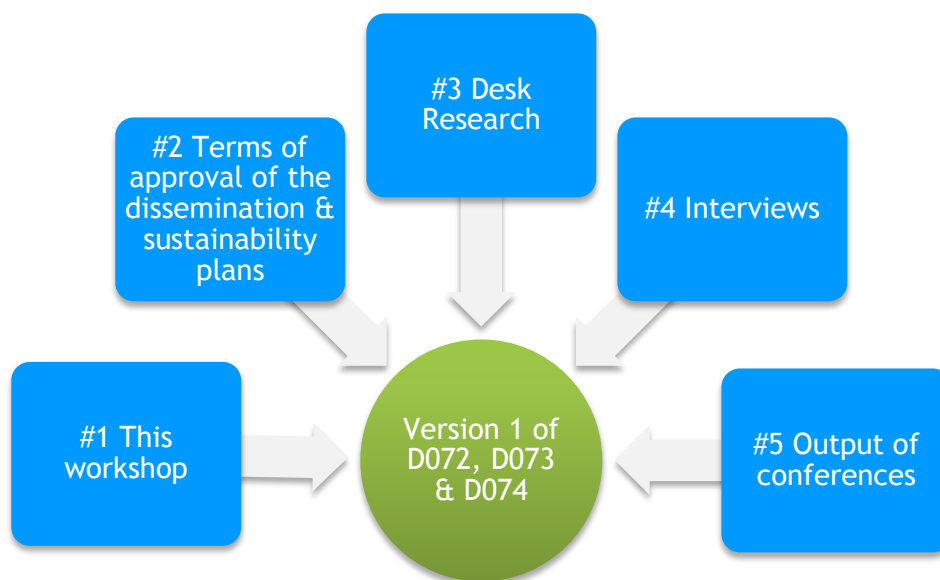 #3 Desk
Research
#2 Terms of
approval of the
dissemination &
sustainability
plans
#4 Interviews
#1 This
workshop
Version 1 of
D072, D073
& D074
#5 Output of
conferences